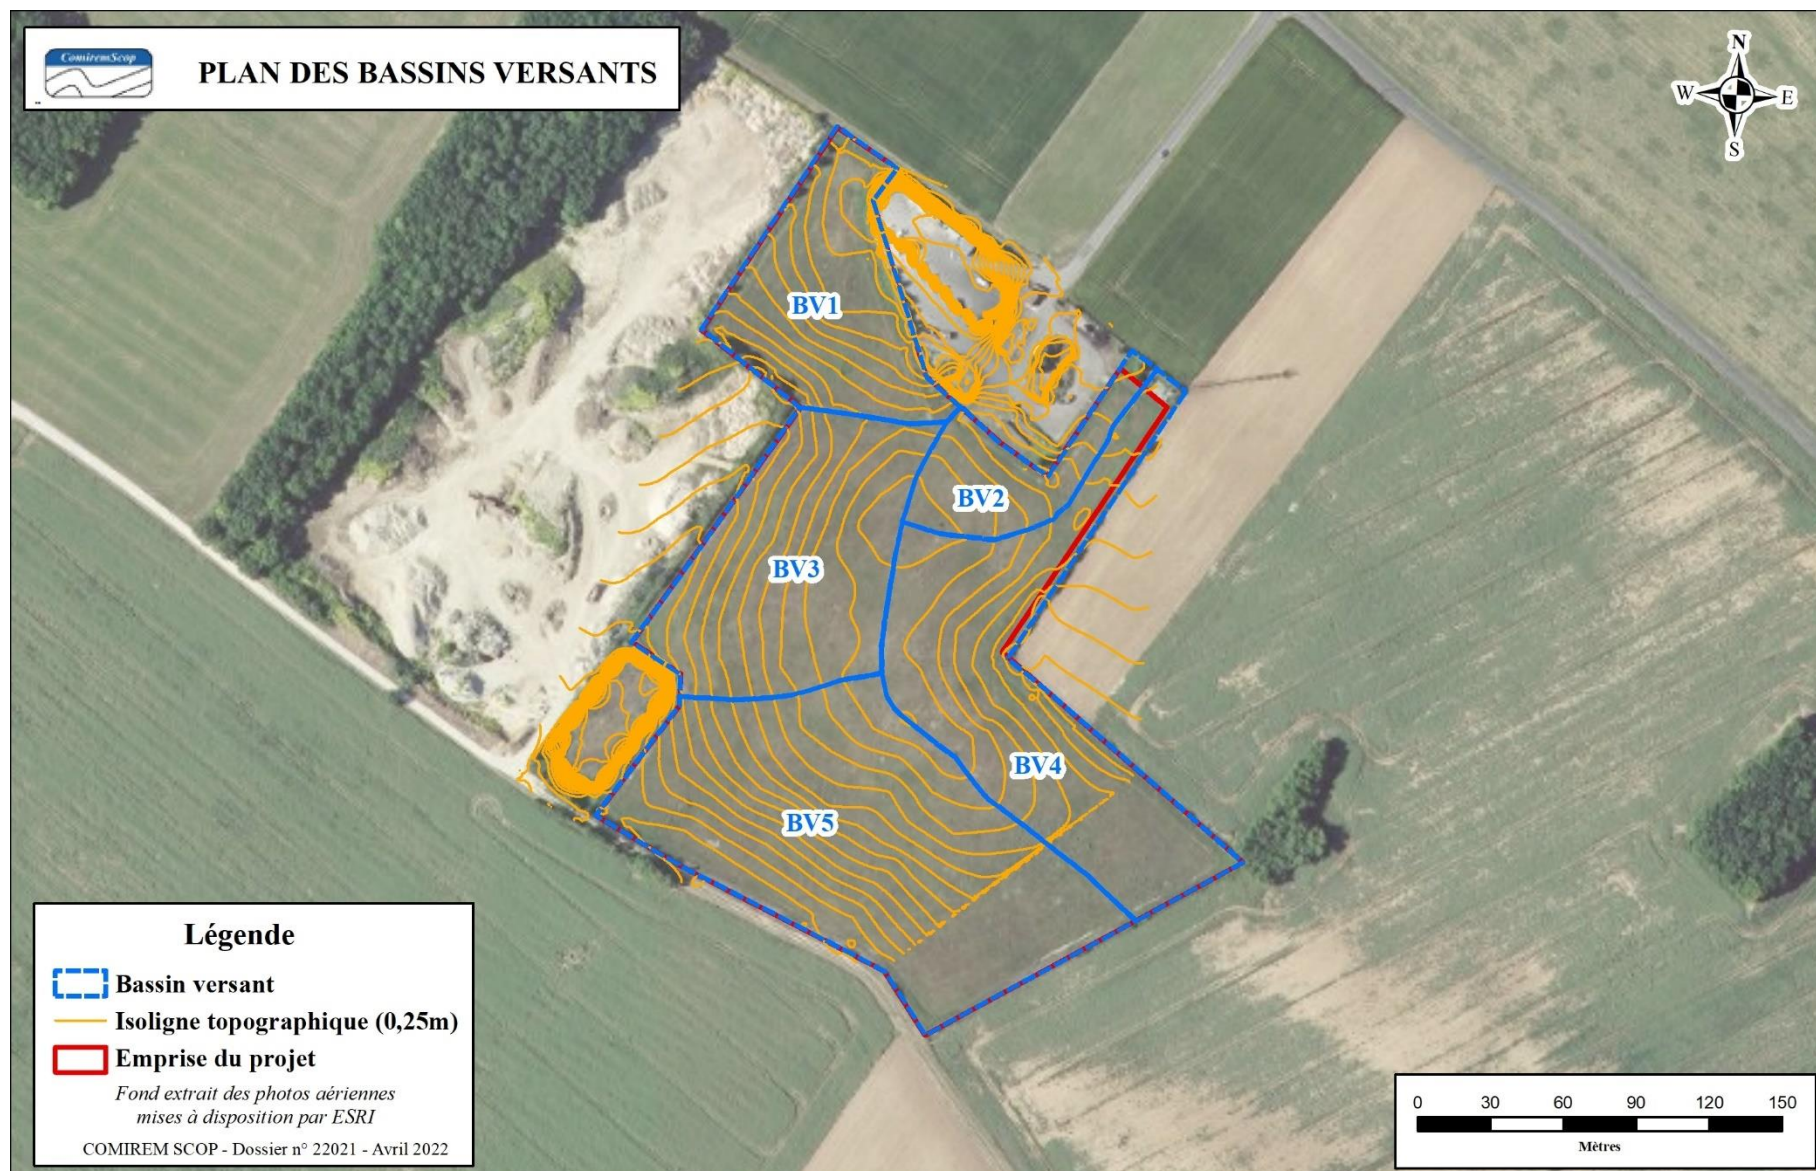 ComiremScop
PLAN DES BASSINS VERSANTS
N
W
E
S
BV1
BV2
BV3
BV4
BV5
Légende
Bassin versant
Isoligne topographique (0,25m)
Emprise du projet
Fond extrait des photos aériennes
mises à disposition par ESRI
COMIREM SCOP - Dossier n° 22021 - Avril 2022
0 30 60 90 120 150
Mètres